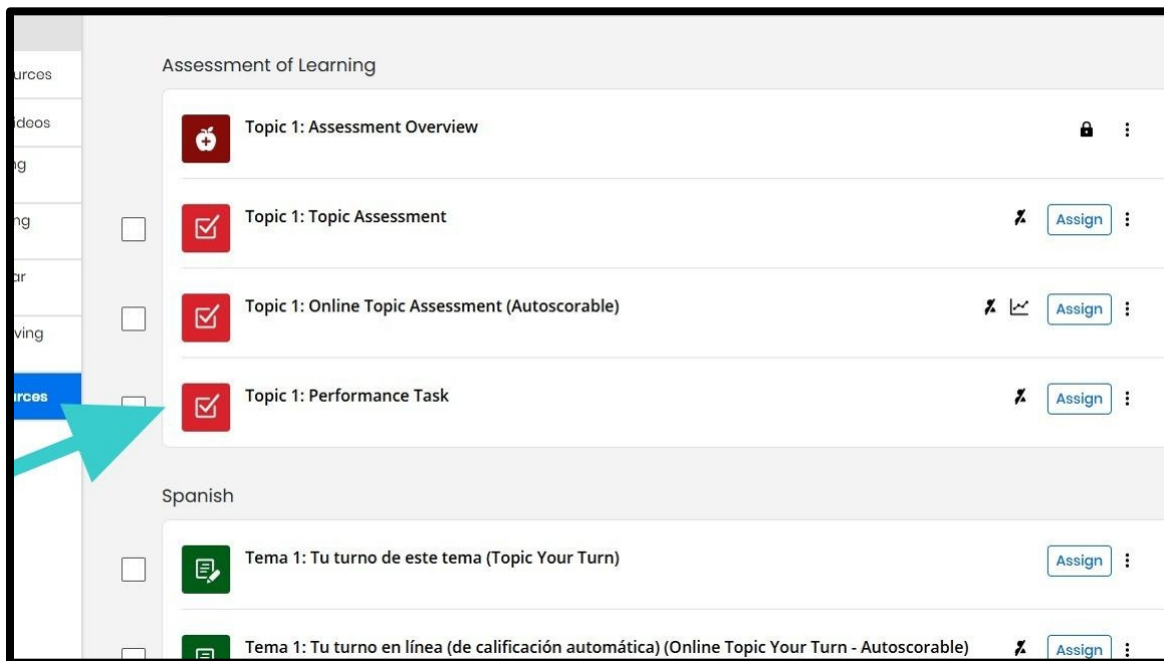 Assessment of Learning
urces
Topic 1: Assessment Overview
ideos
ng
Topic 1: Topic Assessment Assign
ng
ar
Topic 1: Online Topic Assessment (Autoscorable) Assign
ving
Topic 1: Performance Task Assign
urces
Spanish
Tema 1: Tu turno de este tema (Topic Your Turn) Assign
Tema 1: Tu turno en línea (de calificación automática) (Online Topic Your Turn - Autoscorable) Assign